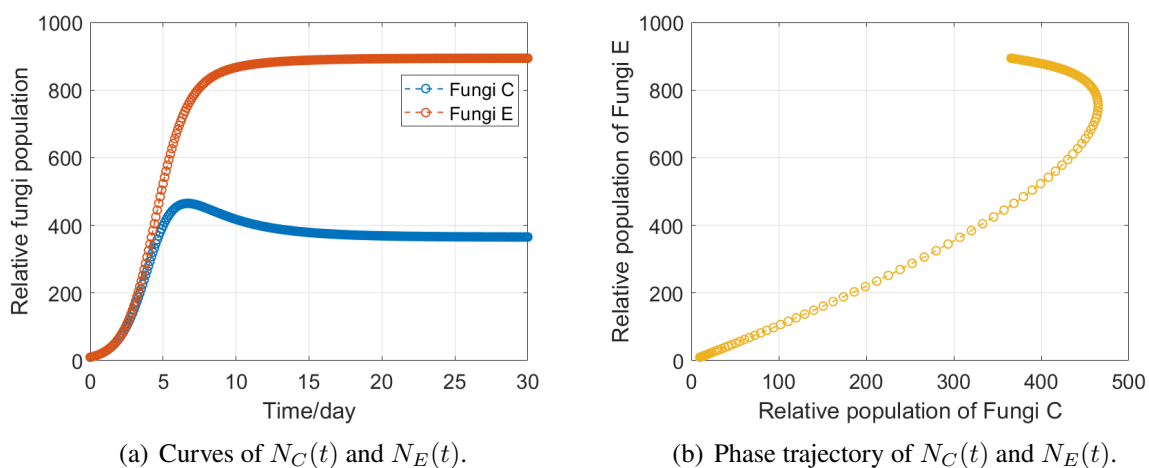 1000
800
600
400
200
0
Relative fungi population
Fungi C
Fungi E
0 5 10 15 20 25 30
Time/day
(a) Curves of N_C(t) and N_E(t).
1000
800
600
400
200
0
Relative population of Fungi E
0 100 200 300 400 500
Relative population of Fungi C
(b) Phase trajectory of N_C(t) and N_E(t).